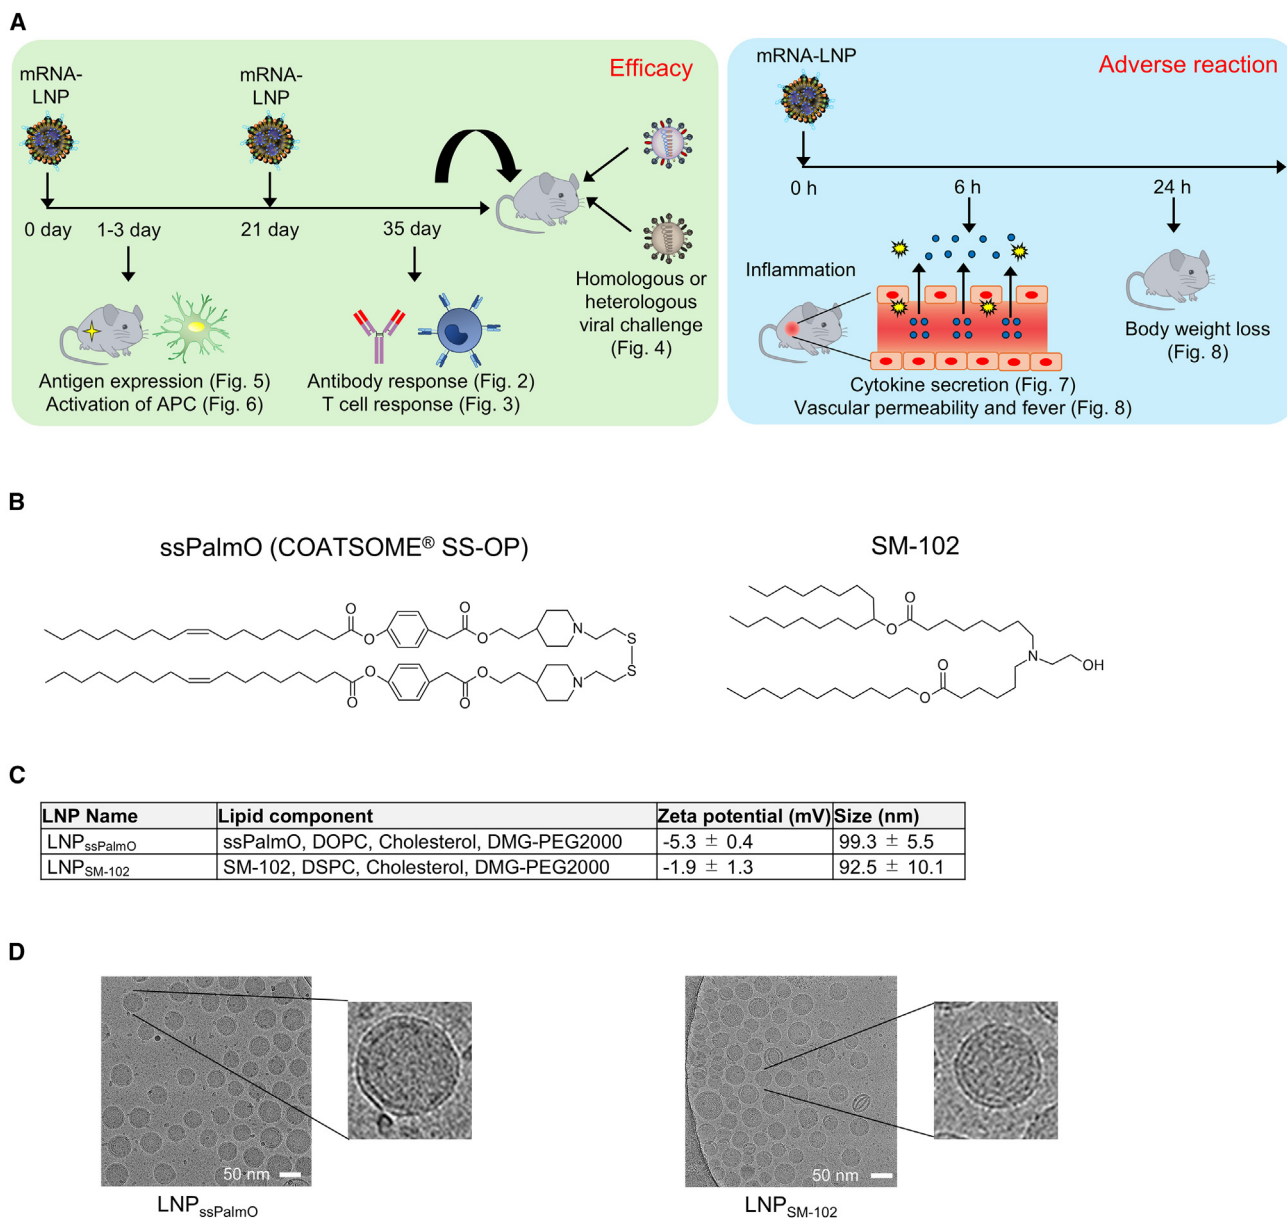 A
Efficacy
mRNA-
LNP
mRNA-
LNP
0 day
1-3 day
21 day
35 day
Antigen expression (Fig. 5)
Activation of APC (Fig. 6)
Antibody response (Fig. 2)
T cell response (Fig. 3)
Homologous or
heterologous
viral challenge
(Fig. 4)
Adverse reaction
mRNA-LNP
0 h
6 h
24 h
Inflammation
Cytokine secretion (Fig. 7)
Vascular permeability and fever (Fig. 8)
Body weight loss
(Fig. 8)
B
ssPalmO (COATSOME® SS-OP)
O
O
O
O
N
S
S
O
O
O
O
N
SM-102
O
O
N
OH
O
O
C
LNP Name Lipid component Zeta potential (mV) Size (nm)
LNPssPalmO ssPalmO, DOPC, Cholesterol, DMG-PEG2000 -5.3 ± 0.4 99.3 ± 5.5
LNPSM-102 SM-102, DSPC, Cholesterol, DMG-PEG2000 -1.9 ± 1.3 92.5 ± 10.1
D
50 nm
LNPssPalmO
50 nm
LNPSM-102